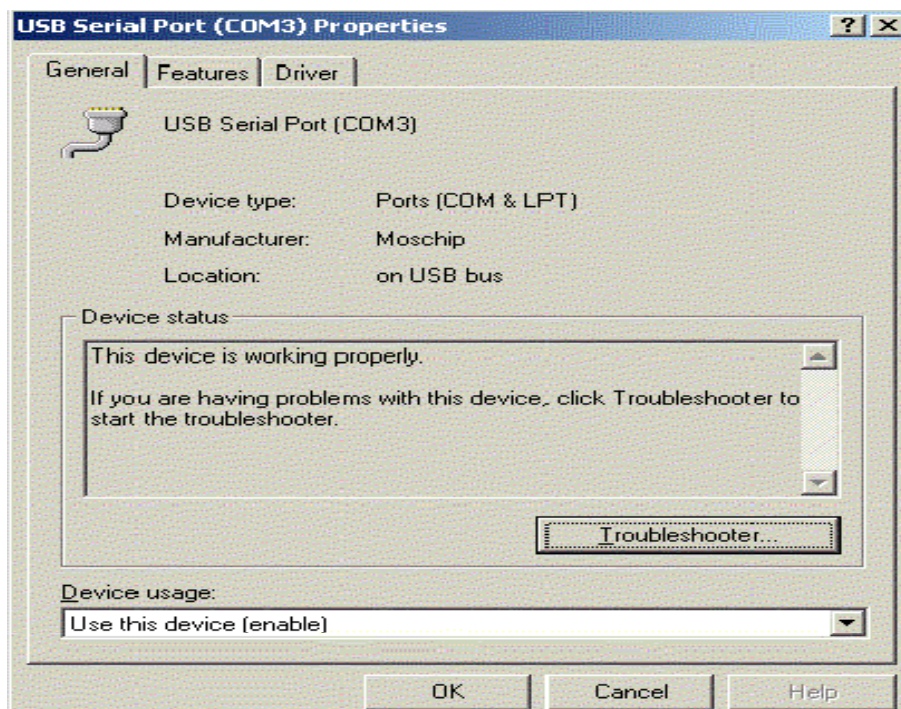 USB Serial Port (COM3) Properties
General Features Driver
USB Serial Port (COM3)
Device type: Ports (COM & LPT)
Manufacturer: Moschip
Location: on USB bus
Device status
This device is working properly.
If you are having problems with this device, click Troubleshooter to
start the troubleshooter.
Troubleshooter...
Device usage:
Use this device (enable)
OK Cancel Help